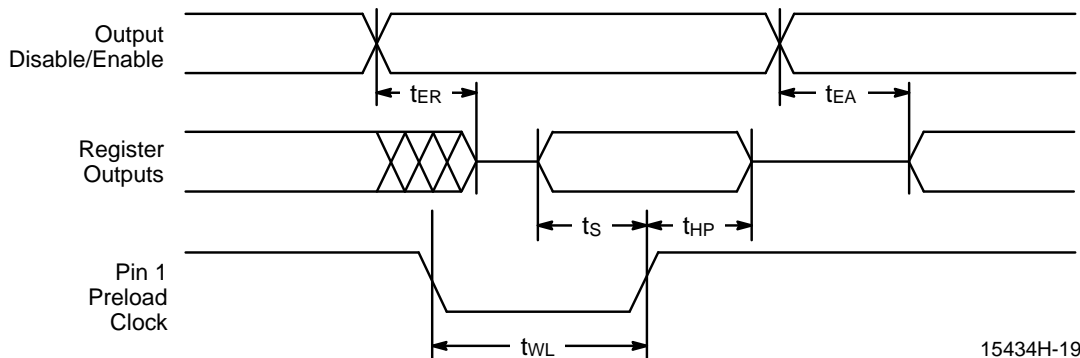 Output
Disable/Enable
tER
tEA
Register
Outputs
tS
tHP
Pin 1
Preload
Clock
tWL
15434H-19